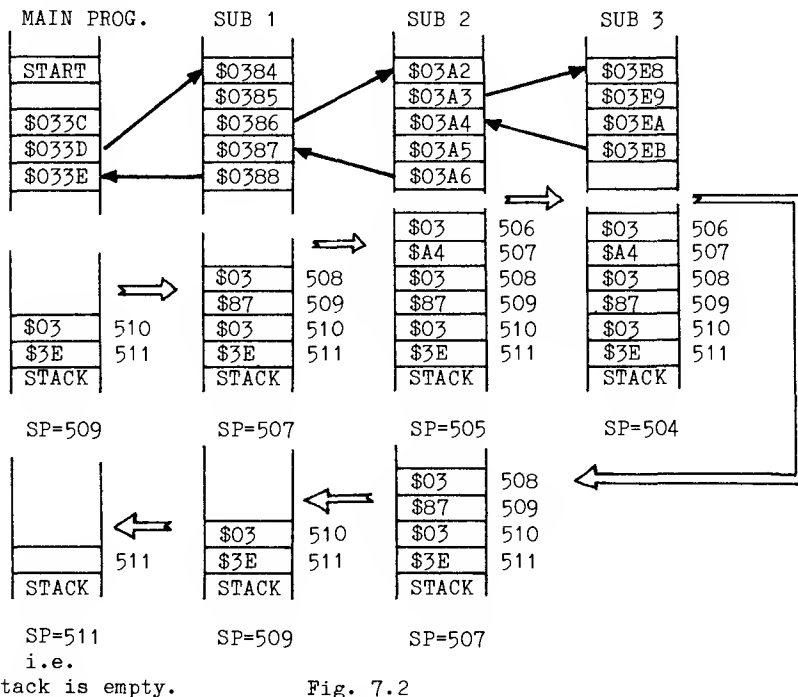 MAIN PROG. SUB 1 SUB 2 SUB 3
START $0384 $03A2 $03E8
$0385 $03A3 $03E9
$033C $0386 $03A4 $03EA
$033D $0387 $03A5 $03EB
$033E $0388 $03A6
$03 506 $03 506
$A4 507 $A4 507
$03 508 $03 508 $03 508
$87 509 $87 509 $87 509
$03 510 $03 510 $03 510 $03 510
$3E 511 $3E 511 $3E 511 $3E 511
STACK STACK STACK STACK
SP=509 SP=507 SP=505 SP=504
$03 508
$87 509
$03 510 $03 510
511 $3E 511 $3E 511
STACK STACK STACK
SP=511 SP=509 SP=507
i.e.
tack is empty. Fig. 7.2